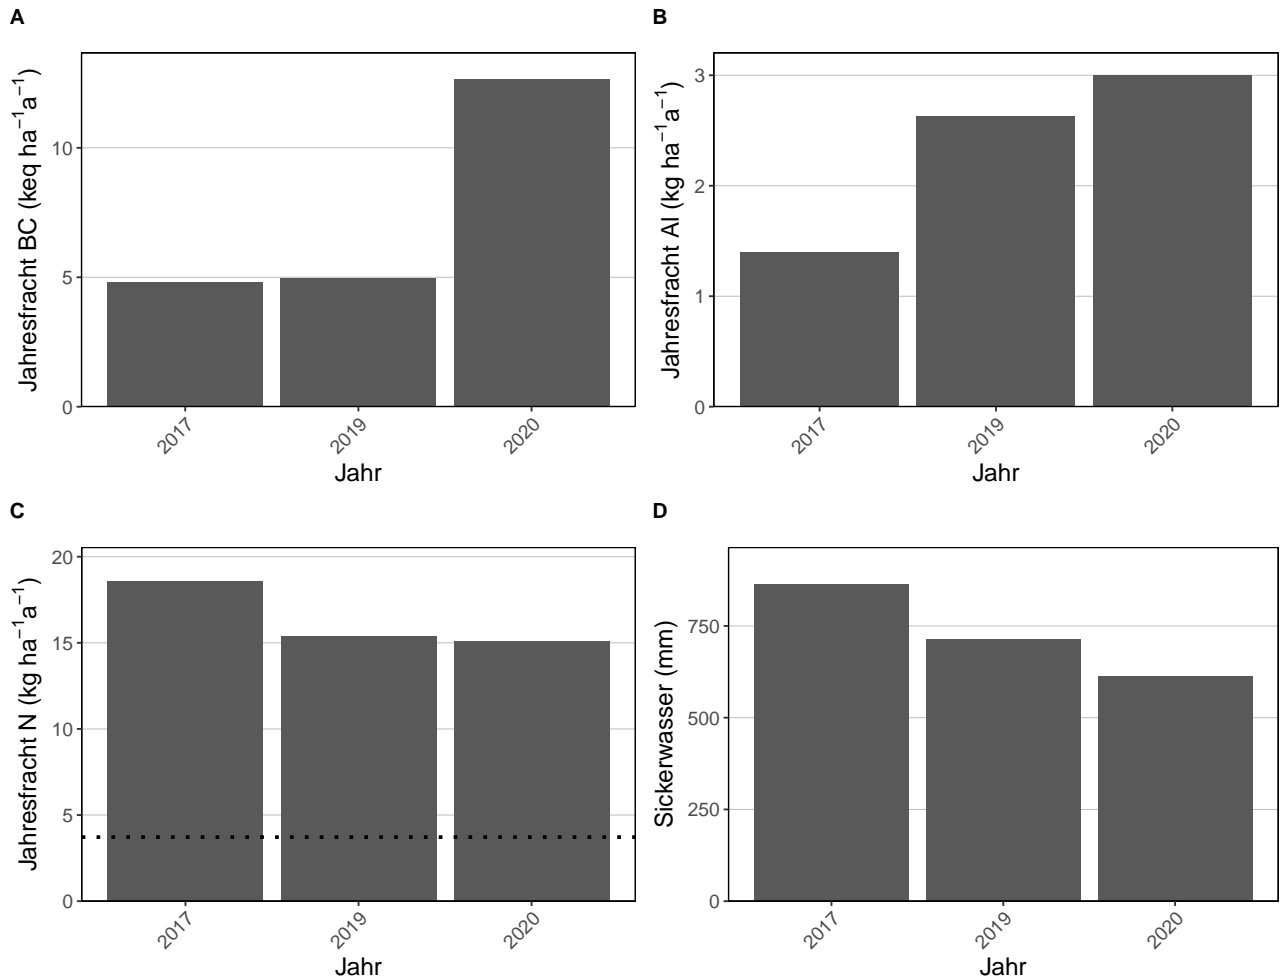 A
Jahresfracht BC (keq ha⁻¹a⁻¹)
10
5
0
2017
2019
2020
Jahr
B
Jahresfracht Al (kg ha⁻¹a⁻¹)
3
2
1
0
2017
2019
2020
Jahr
C
Jahresfracht N (kg ha⁻¹a⁻¹)
20
15
10
5
0
2017
2019
2020
Jahr
D
Sickerwasser (mm)
750
500
250
0
2017
2019
2020
Jahr